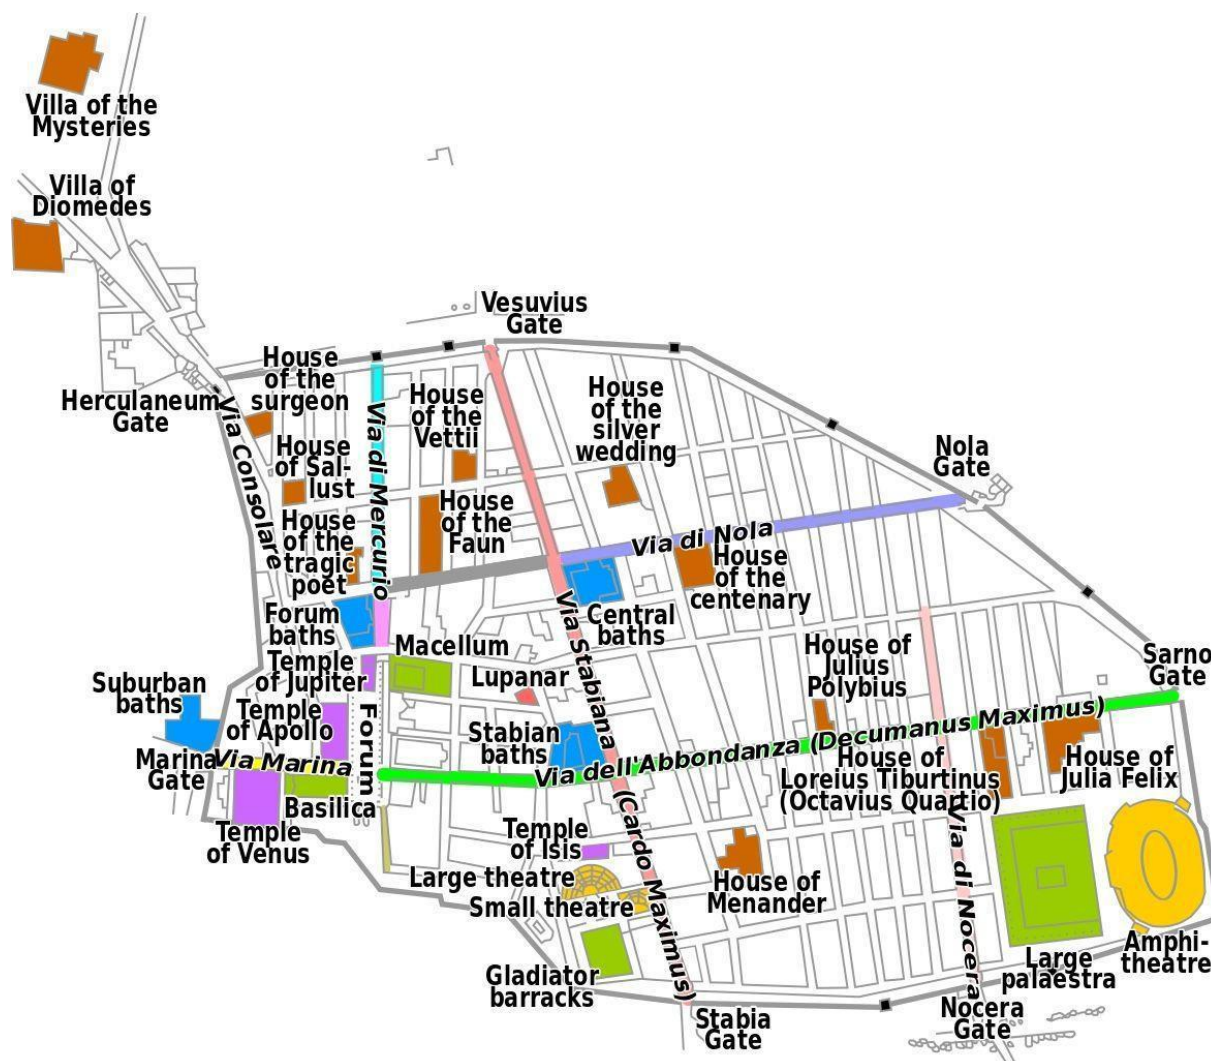 Villa of the
Mysteries
Villa of
Diomedes
Vesuvius
Gate
House
of the
surgeon
Herculaneum
Gate
Via Consolare
Via di Mercurio
House
of the
Vettii
House
of the
silver
wedding
Nola
Gate
House
of Sal-
lust
House
of the
Faun
House
of the
tragic
poet
Via di Nola
House
of the
centenary
Forum
baths
Central
baths
Via Stabiana (Cardo Maximus)
Macellum
Temple
of Jupiter
Lupanar
House of
Julius
Polybius
Sarno
Gate
Suburban
baths
Temple
of Apollo
Forum
Stabian
baths
Marina
Gate
Via Marina
Via dell'Abbondanza (Decumanus Maximus)
House of
Loreius Tiburtinus
(Octavius Quartio)
House of
Julia Felix
Basilica
Temple
of Venus
Temple
of Isis
Via di Nocera
Large theatre
Small theatre
House of
Menander
Gladiator
barracks
Large
palaestra
Amphi-
theatre
Stabia
Gate
Nocera
Gate